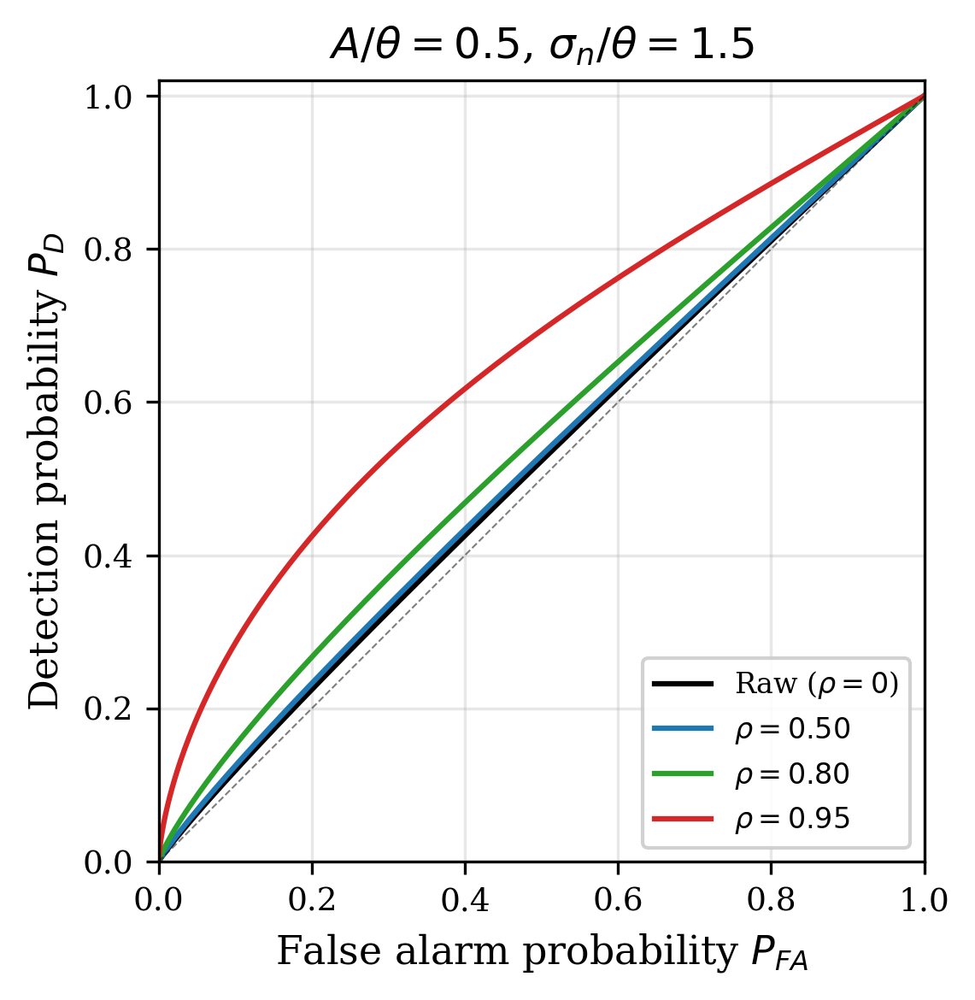 A/θ = 0.5, σₙ/θ = 1.5
Detection probability P_D
1.0
0.8
0.6
0.4
0.2
0.0
0.0 0.2 0.4 0.6 0.8 1.0
False alarm probability P_FA
Raw (ρ = 0)
ρ = 0.50
ρ = 0.80
ρ = 0.95